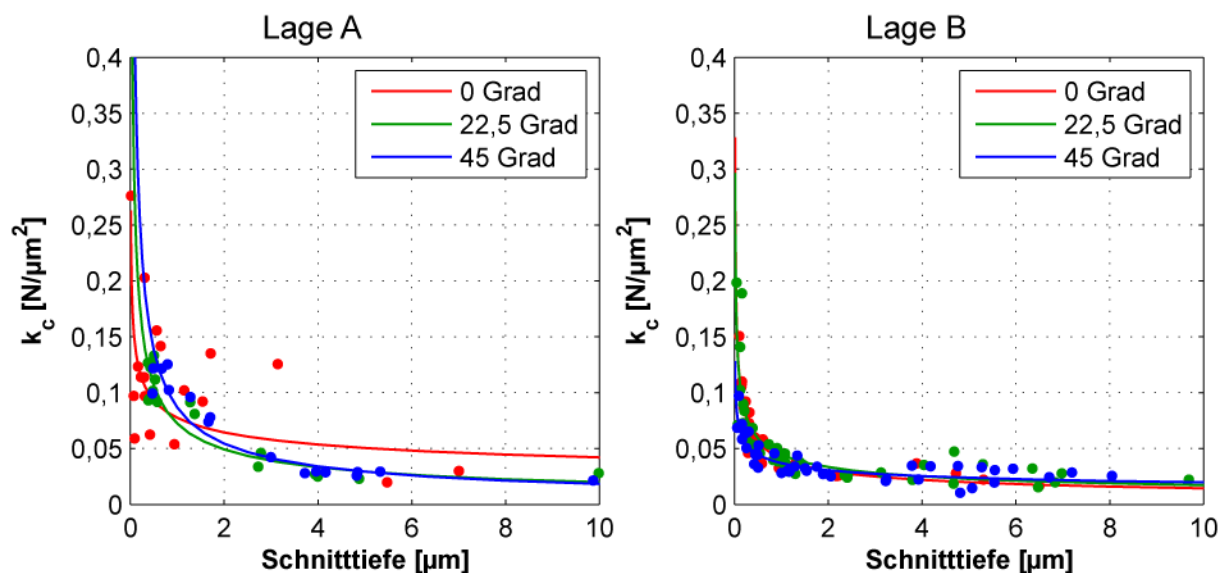 Lage A
0,4
0,35
0,3
0,25
0,2
0,15
0,1
0,05
0
k_c [N/µm²]
0 Grad
22,5 Grad
45 Grad
0 2 4 6 8 10
Schnitttiefe [µm]
Lage B
0,4
0,35
0,3
0,25
0,2
0,15
0,1
0,05
0
k_c [N/µm²]
0 Grad
22,5 Grad
45 Grad
0 2 4 6 8 10
Schnitttiefe [µm]